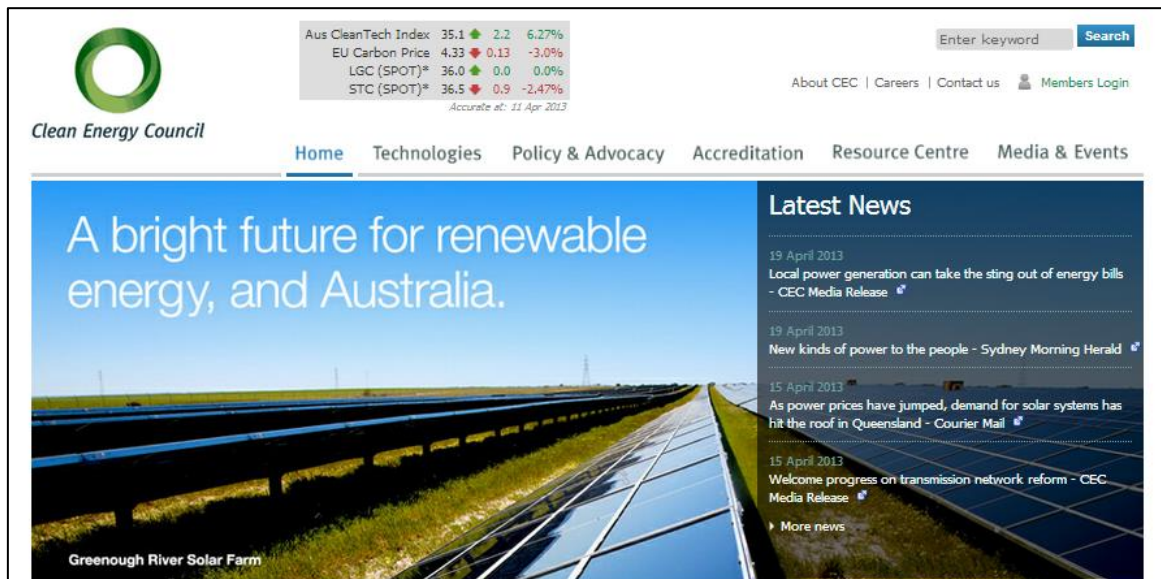 Clean Energy Council
Aus CleanTech Index 35.1 2.2 6.27%
EU Carbon Price 4.33 0.13 -3.0%
LGC (SPOT)* 36.0 0.0 0.0%
STC (SPOT)* 36.5 0.9 -2.47%
Accurate at: 11 Apr 2013
Enter keyword Search
About CEC | Careers | Contact us Members Login
Home Technologies Policy & Advocacy Accreditation Resource Centre Media & Events
A bright future for renewable
energy, and Australia.
Greenough River Solar Farm
Latest News
19 April 2013
Local power generation can take the sting out of energy bills
- CEC Media Release
19 April 2013
New kinds of power to the people - Sydney Morning Herald
15 April 2013
As power prices have jumped, demand for solar systems has
hit the roof in Queensland - Courier Mail
15 April 2013
Welcome progress on transmission network reform - CEC
Media Release
More news